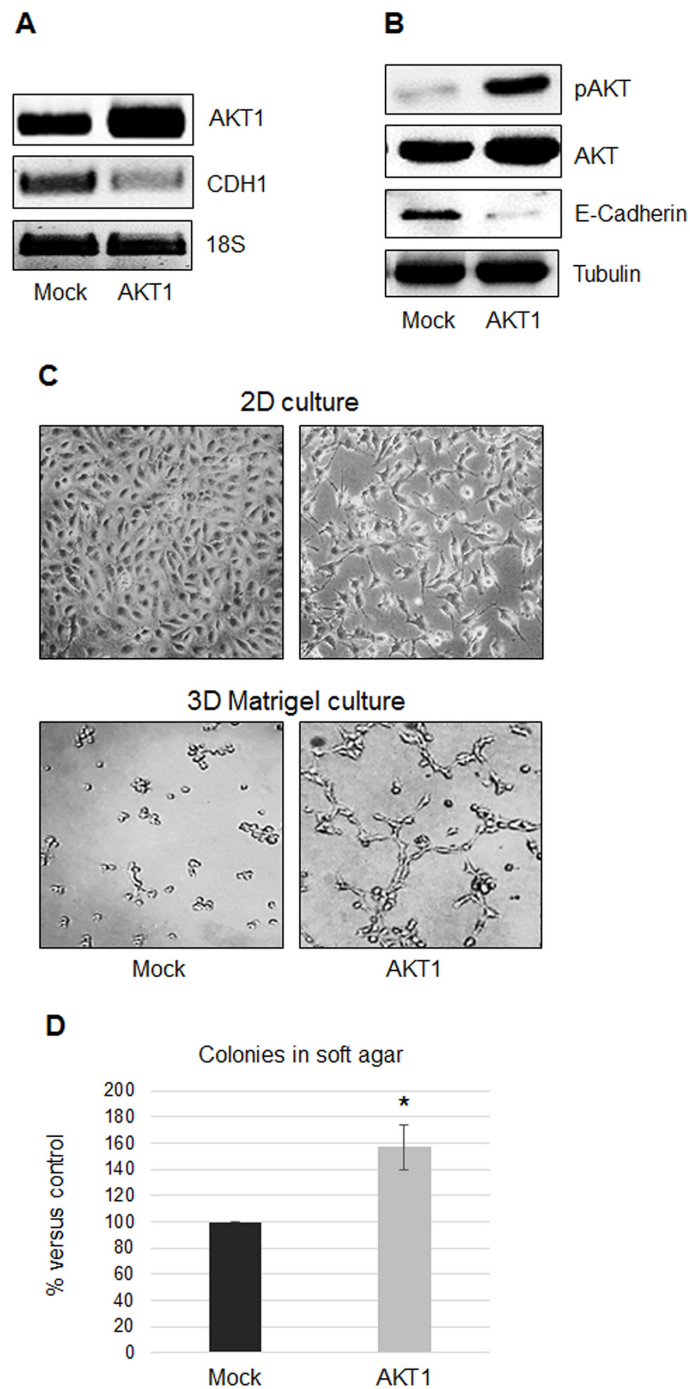 A
AKT1
CDH1
18S
Mock AKT1
B
pAKT
AKT
E-Cadherin
Tubulin
Mock AKT1
C
2D culture
3D Matrigel culture
Mock AKT1
D
Colonies in soft agar
% versus control
200
180
160
140
120
100
80
60
40
20
0
*
Mock AKT1